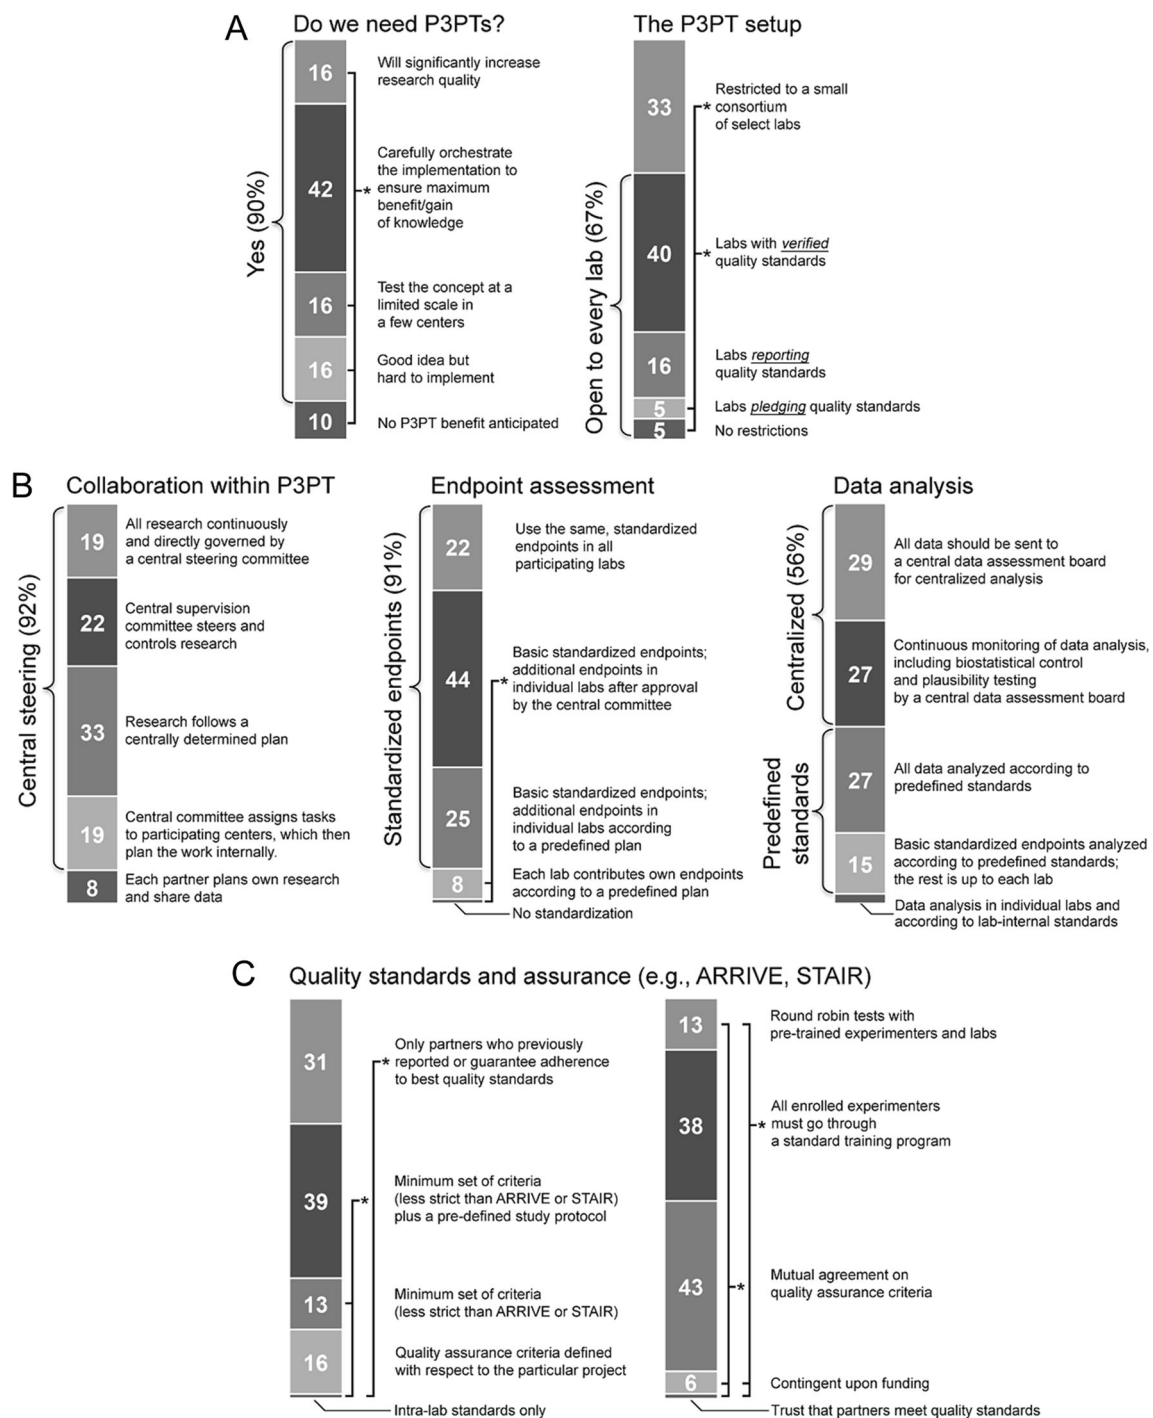 A
Do we need P3PTs?
Yes (90%)
16
Will significantly increase
research quality
42
*
Carefully orchestrate
the implementation to
ensure maximum
benefit/gain
of knowledge
16
Test the concept at a
limited scale in
a few centers
16
Good idea but
hard to implement
10
No P3PT benefit anticipated
The P3PT setup
Open to every lab (67%)
33
*
Restricted to a small
consortium
of select labs
40
*
Labs with verified
quality standards
16
Labs reporting
quality standards
5
Labs pledging quality standards
5
No restrictions
B
Collaboration within P3PT
Central steering (92%)
19
All research continuously
and directly governed by
a central steering committee
22
Central supervision
committee steers and
controls research
33
Research follows a
centrally determined plan
19
Central committee assigns tasks
to participating centers, which then
plan the work internally.
8
Each partner plans own research
and share data
Endpoint assessment
Standardized endpoints (91%)
22
Use the same, standardized
endpoints in all
participating labs
44
*
Basic standardized endpoints;
additional endpoints in
individual labs after approval
by the central committee
25
Basic standardized endpoints;
additional endpoints in
individual labs according
to a predefined plan
8
Each lab contributes own endpoints
according to a predefined plan
No standardization
Data analysis
Centralized (56%)
29
All data should be sent to
a central data assessment board
for centralized analysis
27
Continuous monitoring of data analysis,
including biostatistical control
and plausibility testing
by a central data assessment board
Predefined
standards
27
All data analyzed according to
predefined standards
15
Basic standardized endpoints analyzed
according to predefined standards;
the rest is up to each lab
Data analysis in individual labs and
according to lab-internal standards
C
Quality standards and assurance (e.g., ARRIVE, STAIR)
31
*
Only partners who previously
reported or guarantee adherence
to best quality standards
39
*
Minimum set of criteria
(less strict than ARRIVE or STAIR)
plus a pre-defined study protocol
13
Minimum set of criteria
(less strict than ARRIVE or STAIR)
16
Quality assurance criteria defined
with respect to the particular project
Intra-lab standards only
13
Round robin tests with
pre-trained experimenters and labs
38
*
All enrolled experimenters
must go through
a standard training program
43
*
Mutual agreement on
quality assurance criteria
6
Contingent upon funding
Trust that partners meet quality standards